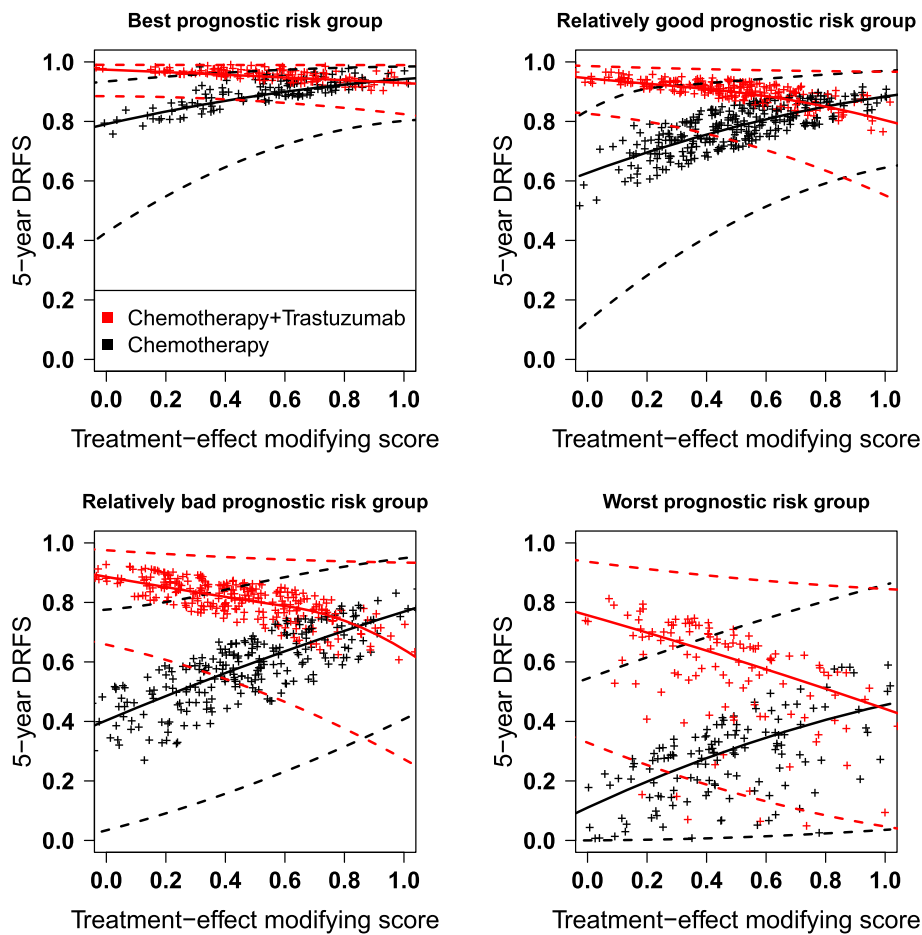 Best prognostic risk group
5−year DRFS
1.0
0.8
0.6
0.4
0.2
0.0
Chemotherapy+Trastuzumab
Chemotherapy
0.0 0.2 0.4 0.6 0.8 1.0
Treatment−effect modifying score
Relatively good prognostic risk group
5−year DRFS
1.0
0.8
0.6
0.4
0.2
0.0
0.0 0.2 0.4 0.6 0.8 1.0
Treatment−effect modifying score
Relatively bad prognostic risk group
5−year DRFS
1.0
0.8
0.6
0.4
0.2
0.0
0.0 0.2 0.4 0.6 0.8 1.0
Treatment−effect modifying score
Worst prognostic risk group
5−year DRFS
1.0
0.8
0.6
0.4
0.2
0.0
0.0 0.2 0.4 0.6 0.8 1.0
Treatment−effect modifying score